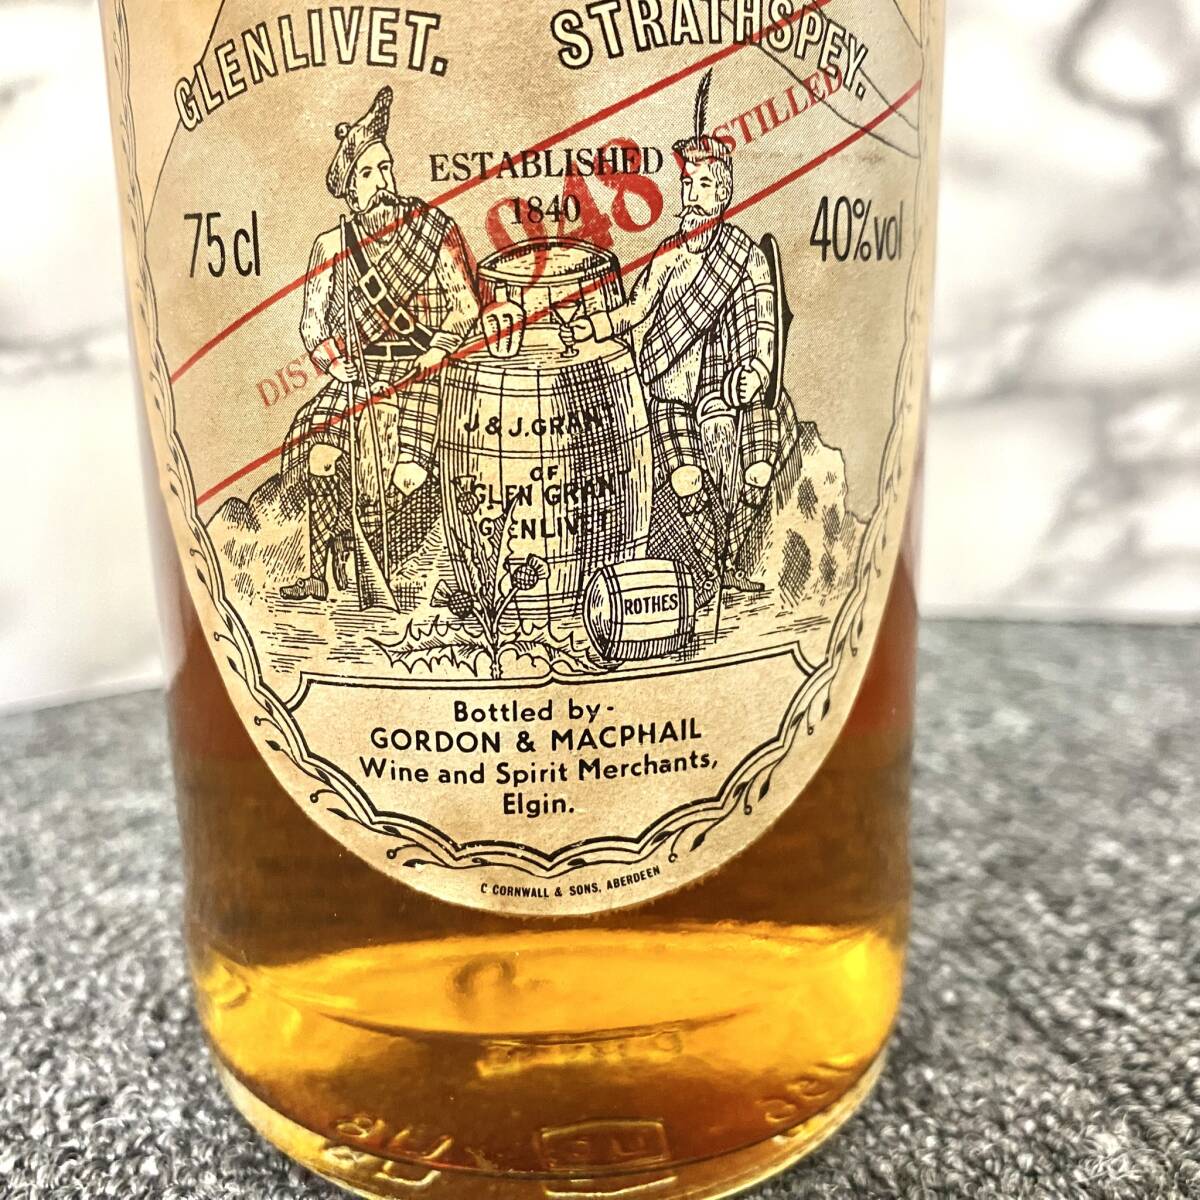 GLENLIVET. STRATHSPEY.
ESTABLISHED
1840
75cl
40%vol
1948 DISTILLED
J & J. GRANT
OF
GLEN GRANT
GLENLIVET
ROTHES
Bottled by-
GORDON & MACPHAIL
Wine and Spirit Merchants,
Elgin.
C CORNWALL & SONS, ABERDEEN